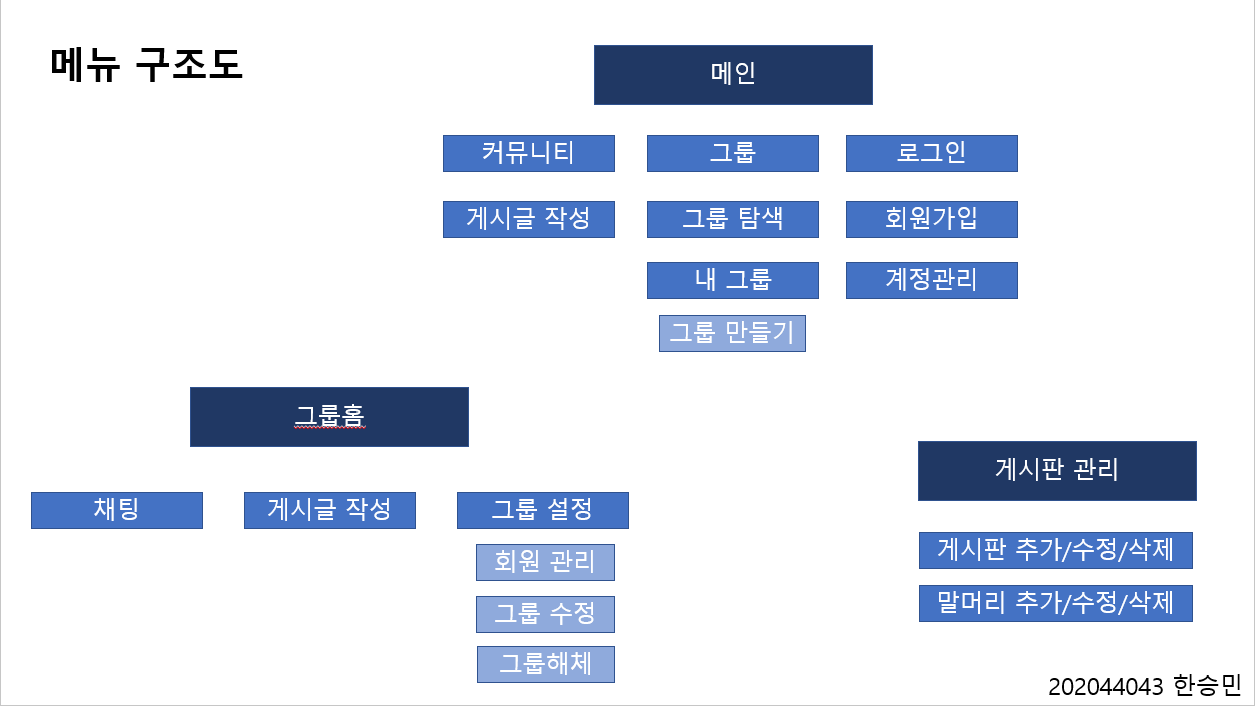 메뉴 구조도
메인
커뮤니티
그룹
로그인
게시글 작성
그룹 탐색
회원가입
내 그룹
계정관리
그룹 만들기
그룹홈
채팅
게시글 작성
그룹 설정
회원 관리
그룹 수정
그룹해체
게시판 관리
게시판 추가/수정/삭제
말머리 추가/수정/삭제
202044043 한승민